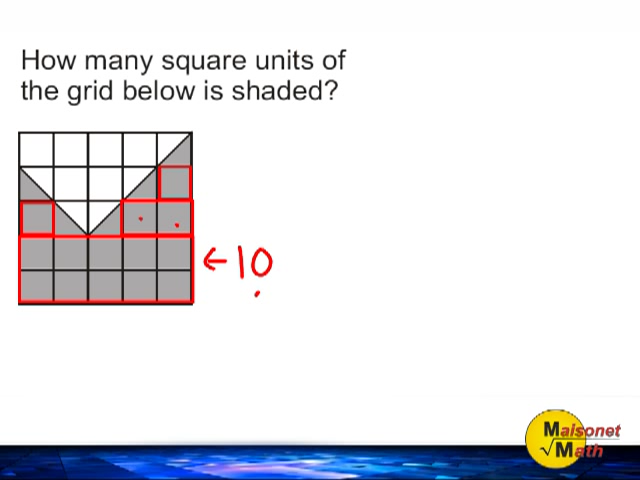 How many square units of
the grid below is shaded?
←10
Maisonet
√Math